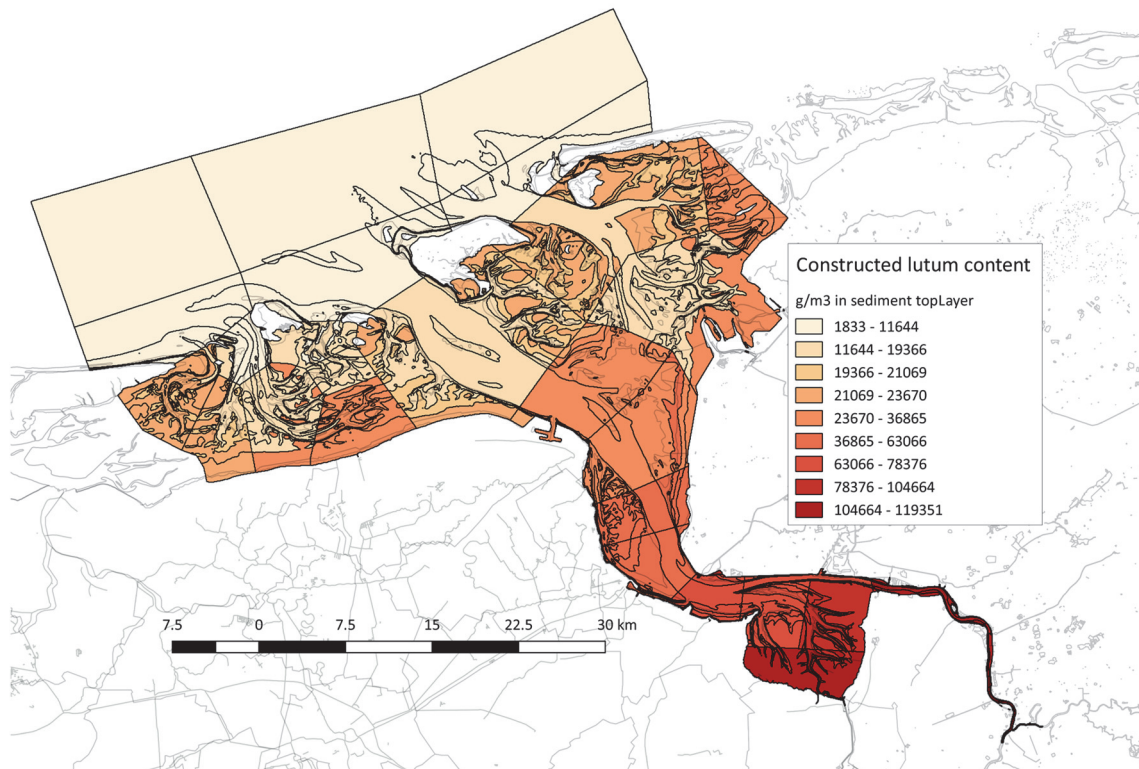 Constructed lutum content
g/m3 in sediment topLayer
1833 - 11644
11644 - 19366
19366 - 21069
21069 - 23670
23670 - 36865
36865 - 63066
63066 - 78376
78376 - 104664
104664 - 119351
7.5 0 7.5 15 22.5 30 km